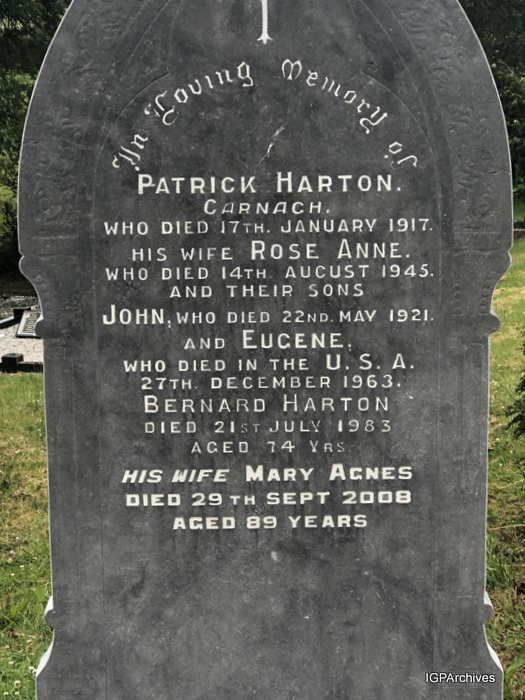 In Loving Memory of
PATRICK HARTON.
CARNACH.
WHO DIED 17TH. JANUARY 1917.
HIS WIFE ROSE ANNE.
WHO DIED 14TH. AUGUST 1945.
AND THEIR SONS
JOHN, WHO DIED 22ND. MAY 1921.
AND EUGENE.
WHO DIED IN THE U.S.A.
27TH. DECEMBER 1963.
BERNARD HARTON
DIED 21ST JULY 1983
AGED 74 YRS.
HIS WIFE MARY AGNES
DIED 29TH SEPT 2008
AGED 89 YEARS
IGPArchives